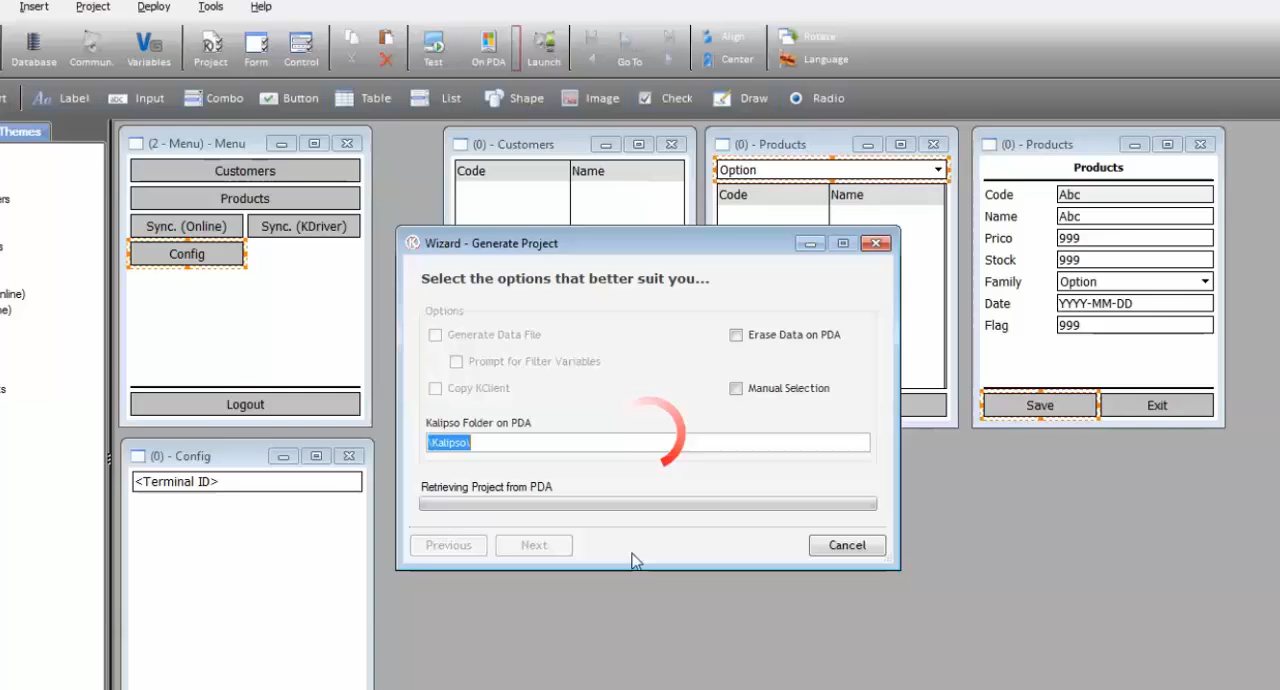 Insert Project Deploy Tools Help
Database Commun. Variables Project Form Control Test On PDA Launch Go To Align Center Rotate Language
rt Label Input Combo Button Table List Shape Image Check Draw Radio
Themes
ers
s
nline)
ne)
ts
(2 - Menu) - Menu
Customers
Products
Sync. (Online) Sync. (KDriver)
Config
Logout
(0) - Customers
Code Name
(0) - Products
Option
Code Name
(0) - Products
Products
Code Abc
Name Abc
Price 999
Stock 999
Family Option
Date YYYY-MM-DD
Flag 999
Save Exit
(0) - Config
<Terminal ID>
Wizard - Generate Project
Select the options that better suit you...
Options
Generate Data File
Erase Data on PDA
Prompt for Filter Variables
Copy KClient
Manual Selection
Kalipso Folder on PDA
\Kalipso\
Retrieving Project from PDA
Previous Next Cancel